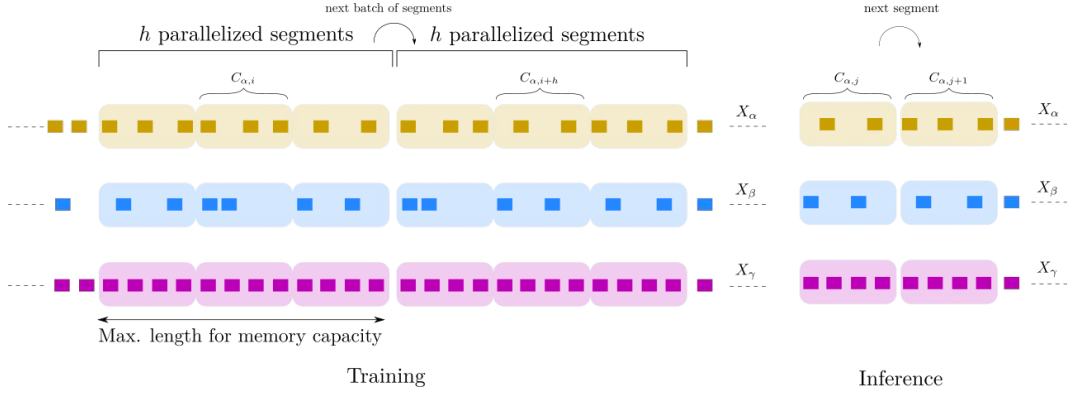 next batch of segments
next segment
h parallelized segments
h parallelized segments
C_{α,i}
C_{α,i+h}
C_{α,j}
C_{α,j+1}
X_α
X_α
X_β
X_β
X_γ
X_γ
Max. length for memory capacity
Training
Inference